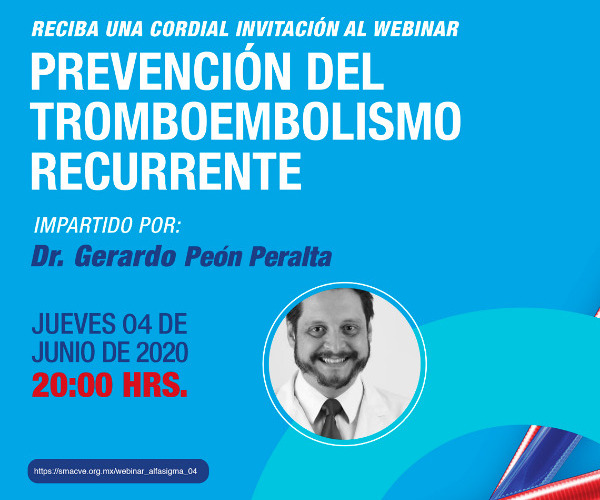 RECIBA UNA CORDIAL INVITACIÓN AL WEBINAR
PREVENCIÓN DEL
TROMBOEMBOLISMO
RECURRENTE
IMPARTIDO POR:
Dr. Gerardo Peón Peralta
JUEVES 04 DE
JUNIO DE 2020
20:00 HRS.
https://smacve.org.mx/webinar_alfasigma_04